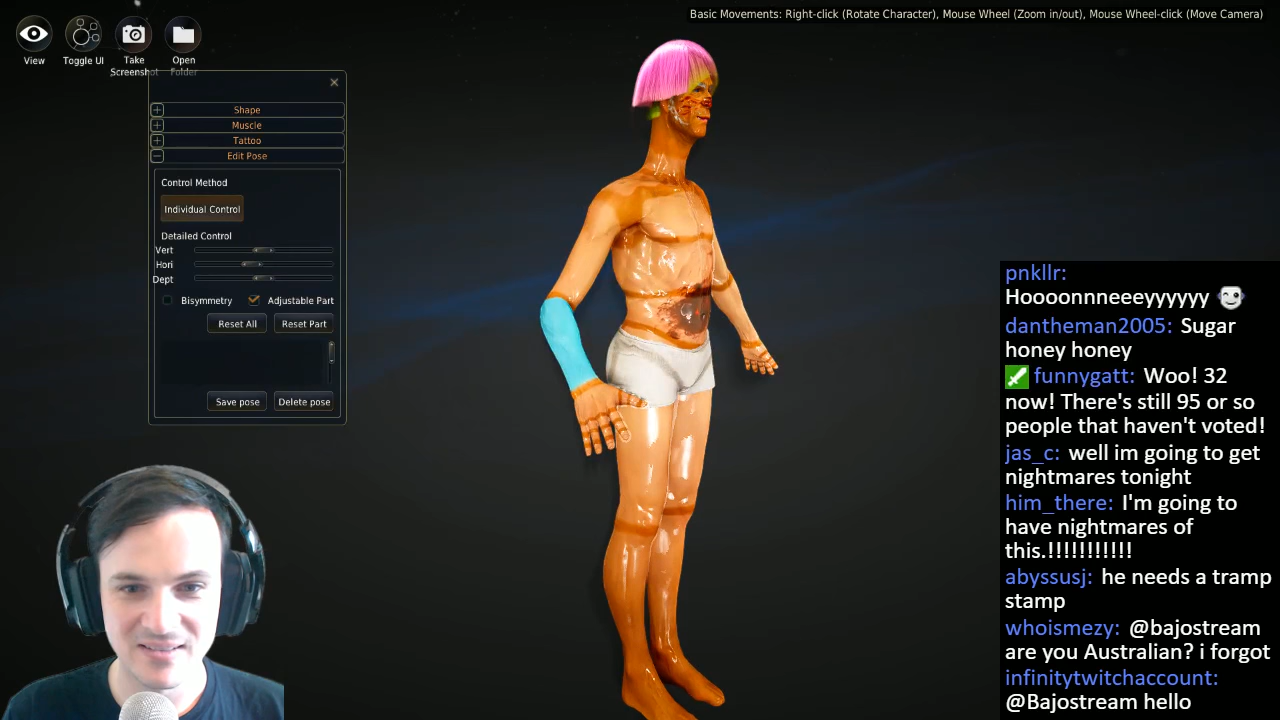 Basic Movements: Right-click (Rotate Character), Mouse Wheel (Zoom in/out), Mouse Wheel-click (Move Camera)
View
Toggle UI
Take
Screenshot
Open
Folder
Shape
Muscle
Tattoo
Edit Pose
Control Method
Individual Control
Detailed Control
Vert
Hori
Dept
Bisymmetry
Adjustable Part
Reset All
Reset Part
Save pose
Delete pose
pnkllr:
Hoooonnneeeyyyyyy
dantheman2005: Sugar
honey honey
funnygatt: Woo! 32
now! There's still 95 or so
people that haven't voted!
jas_c: well im going to get
nightmares tonight
him_there: I'm going to
have nightmares of
this.!!!!!!!!!!!
abyssusj: he needs a tramp
stamp
whoismezy: @bajostream
are you Australian? i forgot
infinitytwitchaccount:
@Bajostream hello